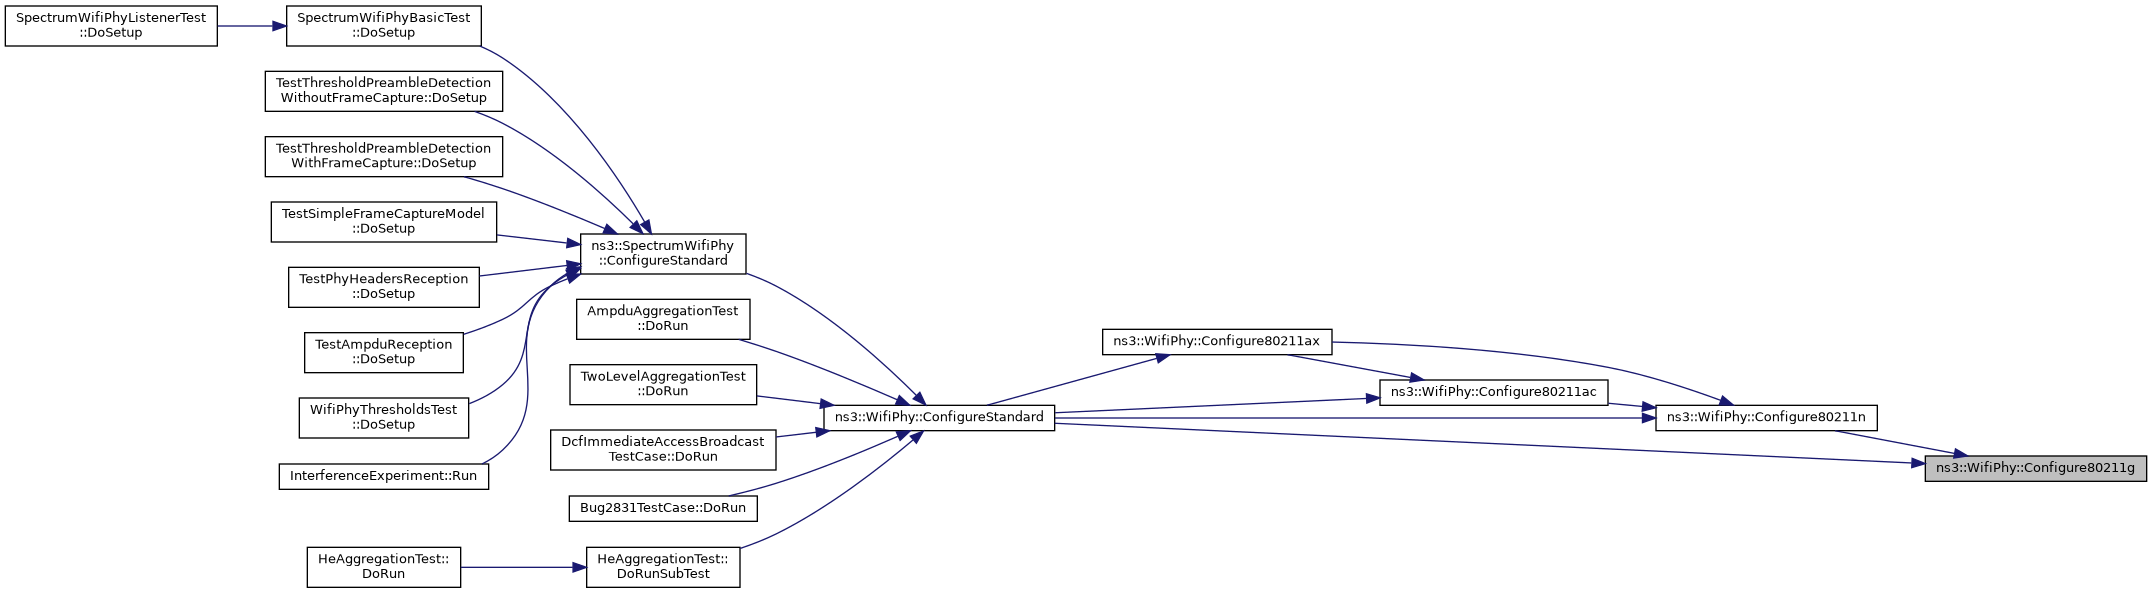 SpectrumWifiPhyListenerTest
::DoSetup
SpectrumWifiPhyBasicTest
::DoSetup
TestThresholdPreambleDetection
WithoutFrameCapture::DoSetup
TestThresholdPreambleDetection
WithFrameCapture::DoSetup
TestSimpleFrameCaptureModel
::DoSetup
TestPhyHeadersReception
::DoSetup
TestAmpduReception
::DoSetup
WifiPhyThresholdsTest
::DoSetup
InterferenceExperiment::Run
HeAggregationTest::
DoRun
ns3::SpectrumWifiPhy
::ConfigureStandard
AmpduAggregationTest
::DoRun
TwoLevelAggregationTest
::DoRun
DcfImmediateAccessBroadcast
TestCase::DoRun
Bug2831TestCase::DoRun
HeAggregationTest::
DoRunSubTest
ns3::WifiPhy::ConfigureStandard
ns3::WifiPhy::Configure80211ax
ns3::WifiPhy::Configure80211ac
ns3::WifiPhy::Configure80211n
ns3::WifiPhy::Configure80211g